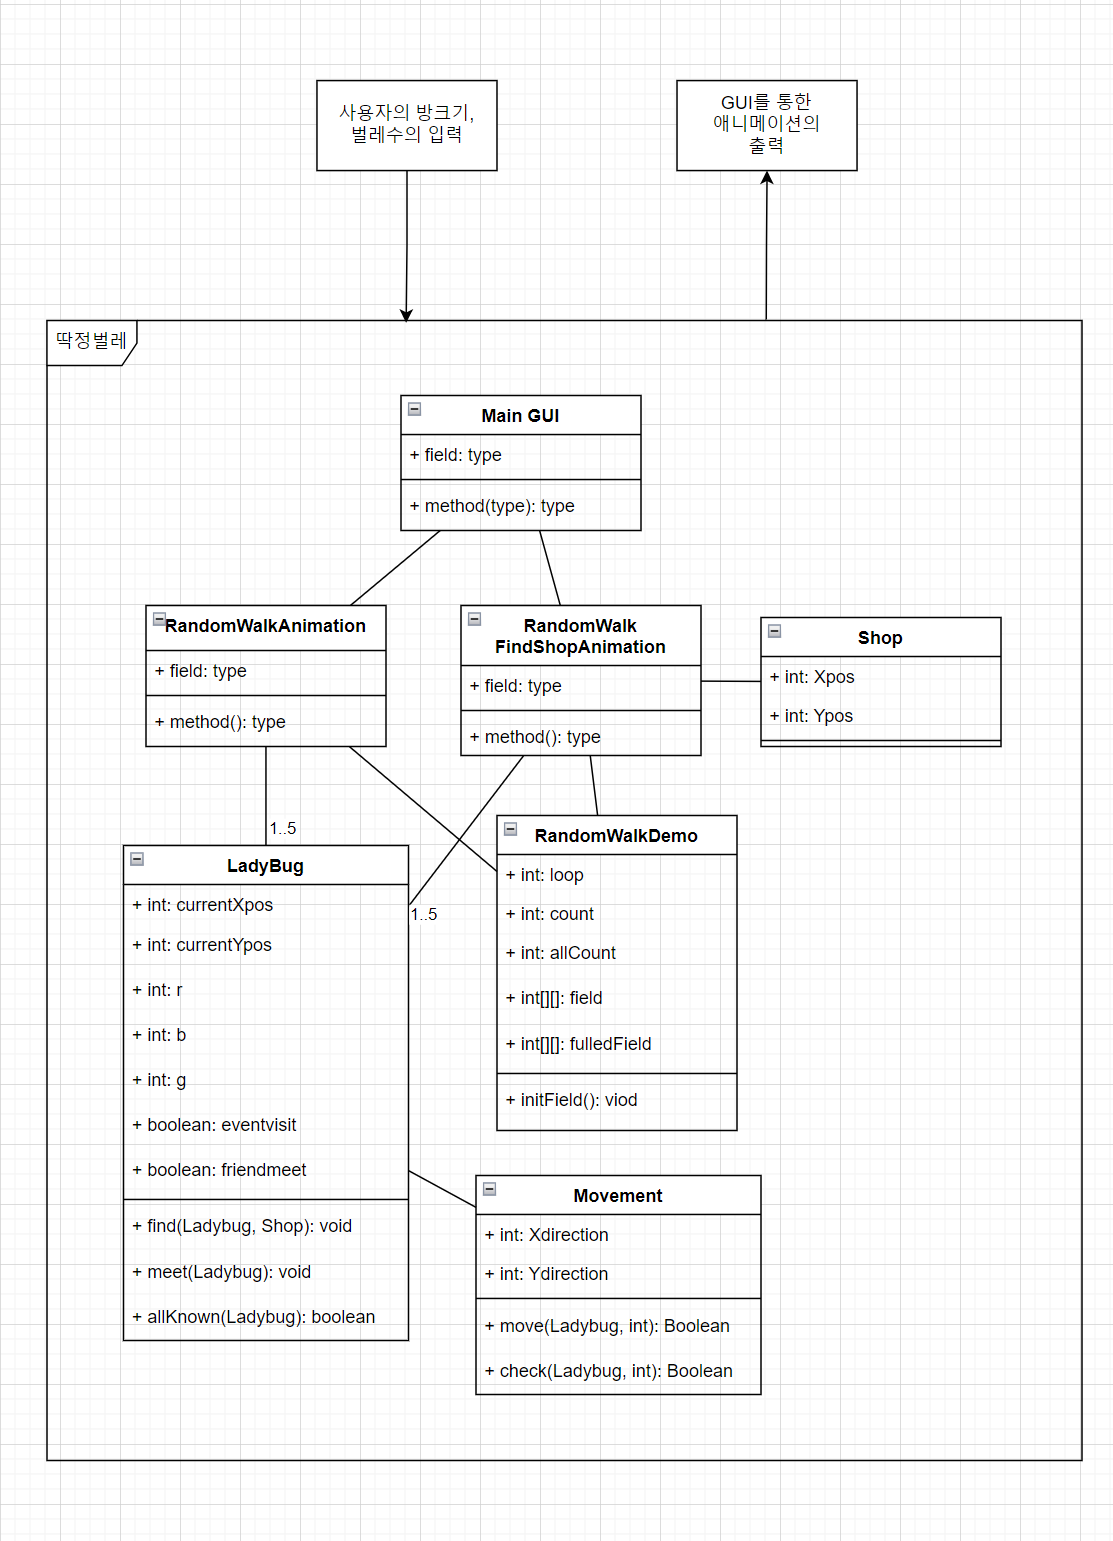 사용자의 방크기,
벌레수의 입력
GUI를 통한
애니메이션의
출력
딱정벌레
Main GUI
+ field: type
+ method(type): type
RandomWalkAnimation
+ field: type
+ method(): type
RandomWalk
FindShopAnimation
+ field: type
+ method(): type
Shop
+ int: Xpos
+ int: Ypos
1..5
1..5
LadyBug
+ int: currentXpos
+ int: currentYpos
+ int: r
+ int: b
+ int: g
+ boolean: eventvisit
+ boolean: friendmeet
+ find(Ladybug, Shop): void
+ meet(Ladybug): void
+ allKnown(Ladybug): boolean
RandomWalkDemo
+ int: loop
+ int: count
+ int: allCount
+ int[][]: field
+ int[][]: fulledField
+ initField(): viod
Movement
+ int: Xdirection
+ int: Ydirection
+ move(Ladybug, int): Boolean
+ check(Ladybug, int): Boolean